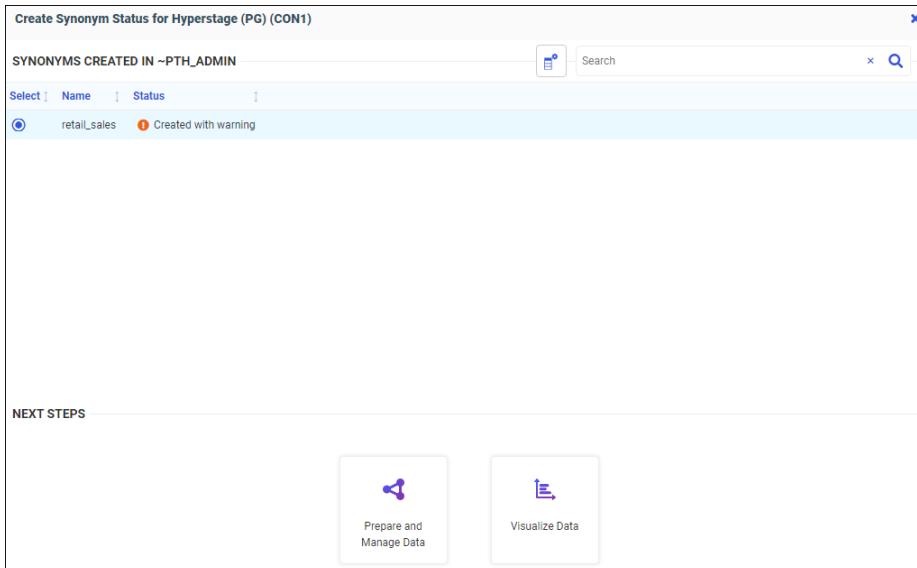 Create Synonym Status for Hyperstage (PG) (CON1)
SYNONYMS CREATED IN ~PTH_ADMIN
Search
Select Name Status
retail_sales Created with warning
NEXT STEPS
Prepare and
Manage Data
Visualize Data